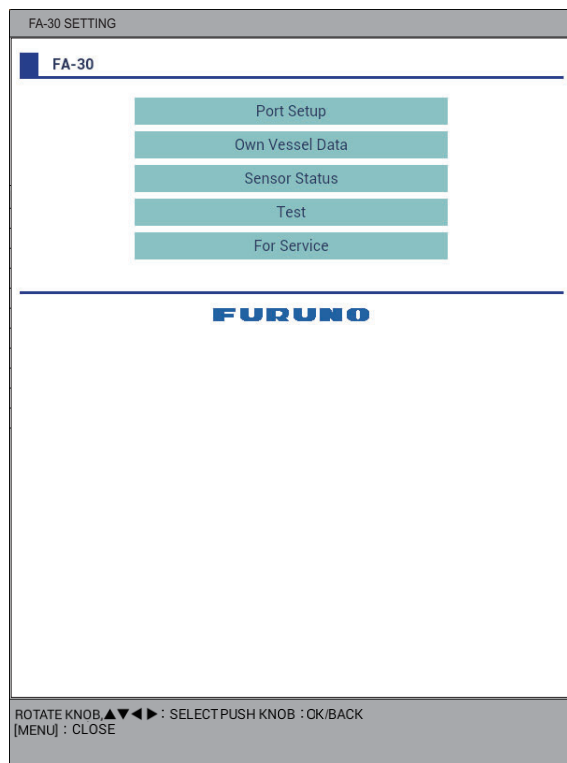 FA-30 SETTING
FA-30
Port Setup
Own Vessel Data
Sensor Status
Test
For Service
FURUNO
ROTATE KNOB,▲▼◀ ▶ : SELECT PUSH KNOB : OK/BACK
[MENU] : CLOSE